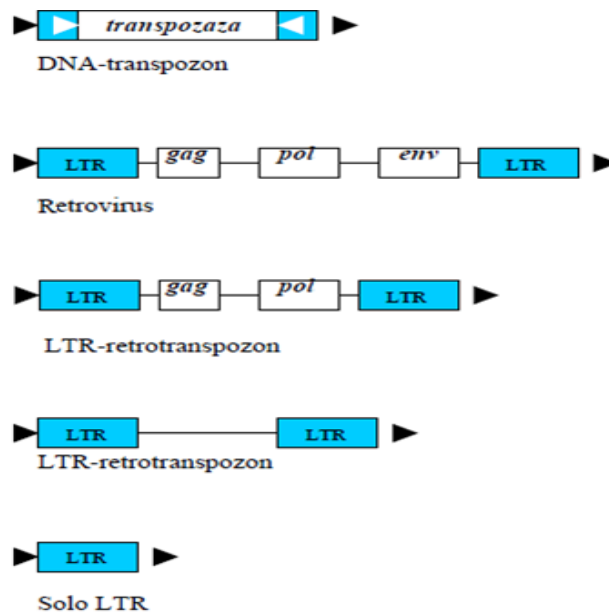 transpozaza
DNA-transpozon
LTR gag pol env LTR
Retrovirus
LTR gag pol LTR
LTR-retrotranspozon
LTR LTR
LTR-retrotranspozon
LTR
Solo LTR